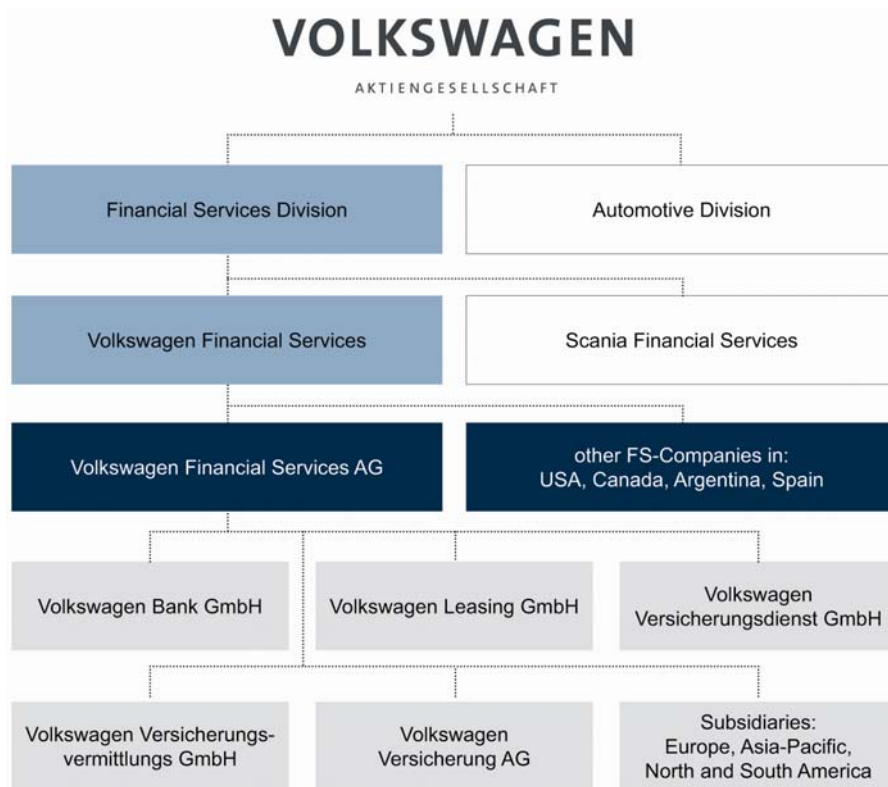 VOLKSWAGEN
AKTIENGESELLSCHAFT
Financial Services Division
Automotive Division
Volkswagen Financial Services
Scania Financial Services
Volkswagen Financial Services AG
other FS-Companies in:
USA, Canada, Argentina, Spain
Volkswagen Bank GmbH
Volkswagen Leasing GmbH
Volkswagen
Versicherungsdienst GmbH
Volkswagen Versicherungs-
vermittlungs GmbH
Volkswagen
Versicherung AG
Subsidiaries:
Europe, Asia-Pacific,
North and South America